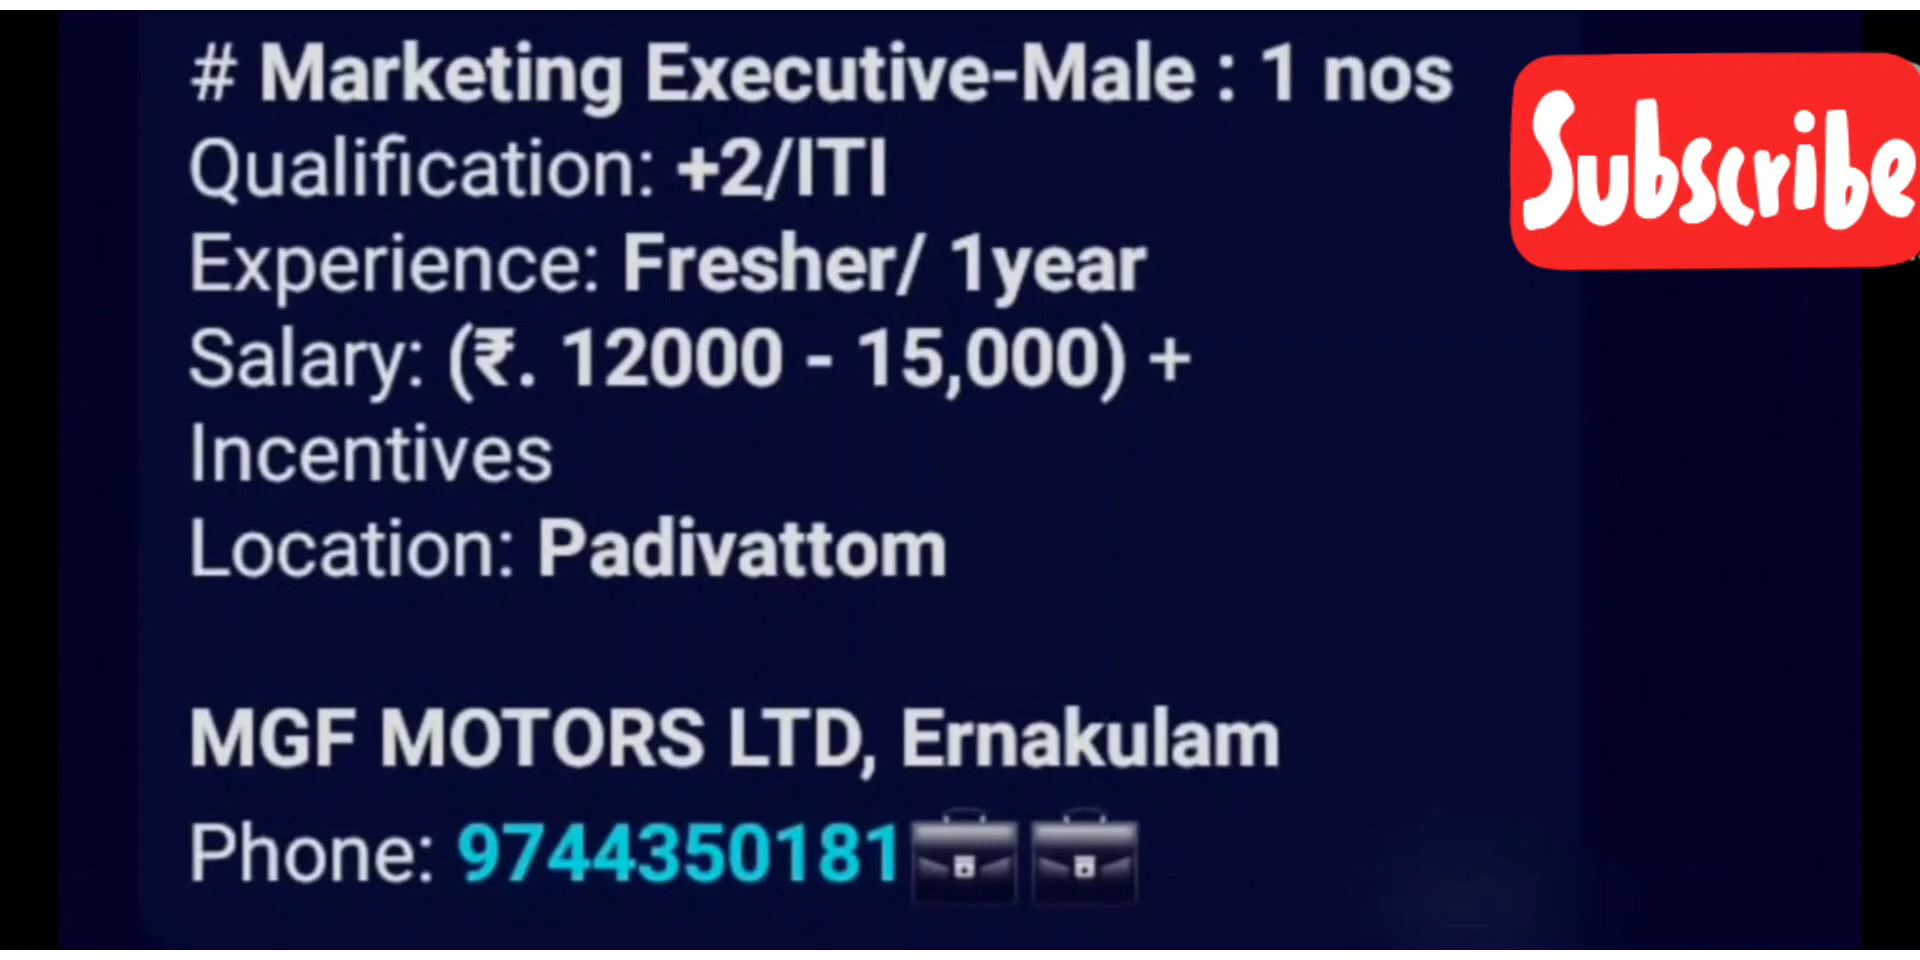 # Marketing Executive-Male : 1 nos
Subscribe
Qualification: +2/ITI
Experience: Fresher/ 1year
Salary: (₹. 12000 - 15,000) +
Incentives
Location: Padivattom
MGF MOTORS LTD, Ernakulam
Phone: 9744350181